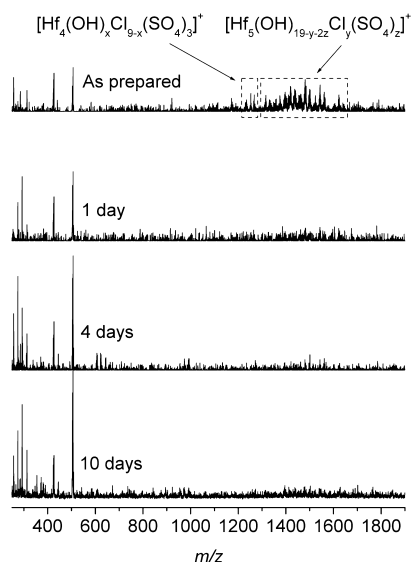 [Hf₄(OH)ₓCl₉₋ₓ(SO₄)₃]⁺ [Hf₅(OH)₁₉₋y₋₂zCly(SO₄)z]⁺
As prepared
1 day
4 days
10 days
400 600 800 1000 1200 1400 1600 1800
m/z